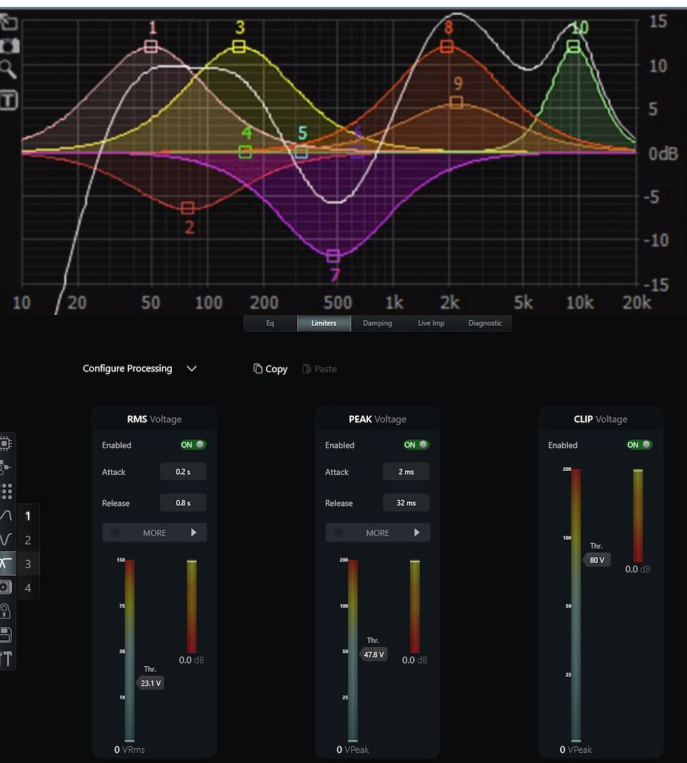 1
3
8
10
15
10
9
5
T
4
5
6
0dB
2
-5
7
-10
-15
10 20 50 100 200 500 1k 2k 5k 10k 20k
Eq Limiters Damping Live Imp Diagnostic
Configure Processing Copy Paste
RMS Voltage
Enabled ON
Attack 0.2 s
Release 0.8 s
MORE
150
75
Thr.
23.1 V
0.0 dB
0 VRms
PEAK Voltage
Enabled ON
Attack 2 ms
Release 32 ms
MORE
200
100
50
Thr.
47.8 V
0.0 dB
25
0 VPeak
CLIP Voltage
Enabled ON
200
100
Thr.
80 V
0.0 dB
50
25
0 VPeak
1
2
3
4